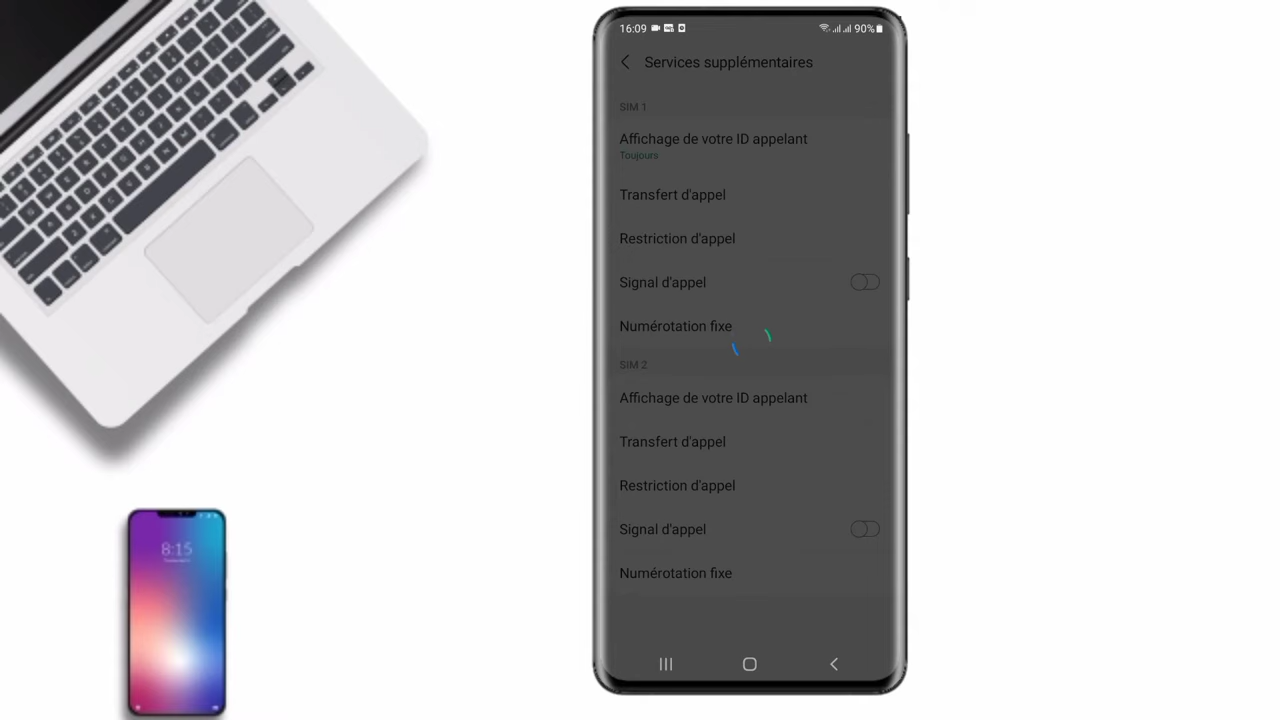 16:09
90%
Services supplémentaires
SIM 1
Affichage de votre ID appelant
Toujours
Transfert d'appel
Restriction d'appel
Signal d'appel
Numérotation fixe
SIM 2
Affichage de votre ID appelant
Transfert d'appel
Restriction d'appel
Signal d'appel
Numérotation fixe
8:15